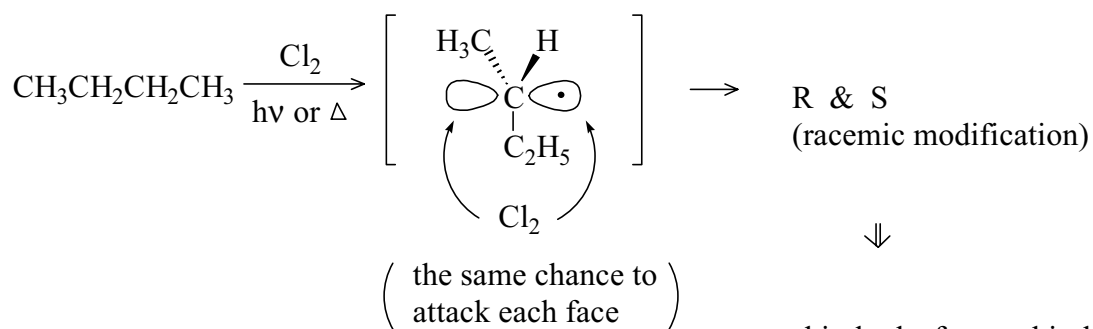 CH3CH2CH2CH3
Cl2
hν or Δ
H3C H
C
C2H5
Cl2
the same chance to
attack each face
R & S
(racemic modification)